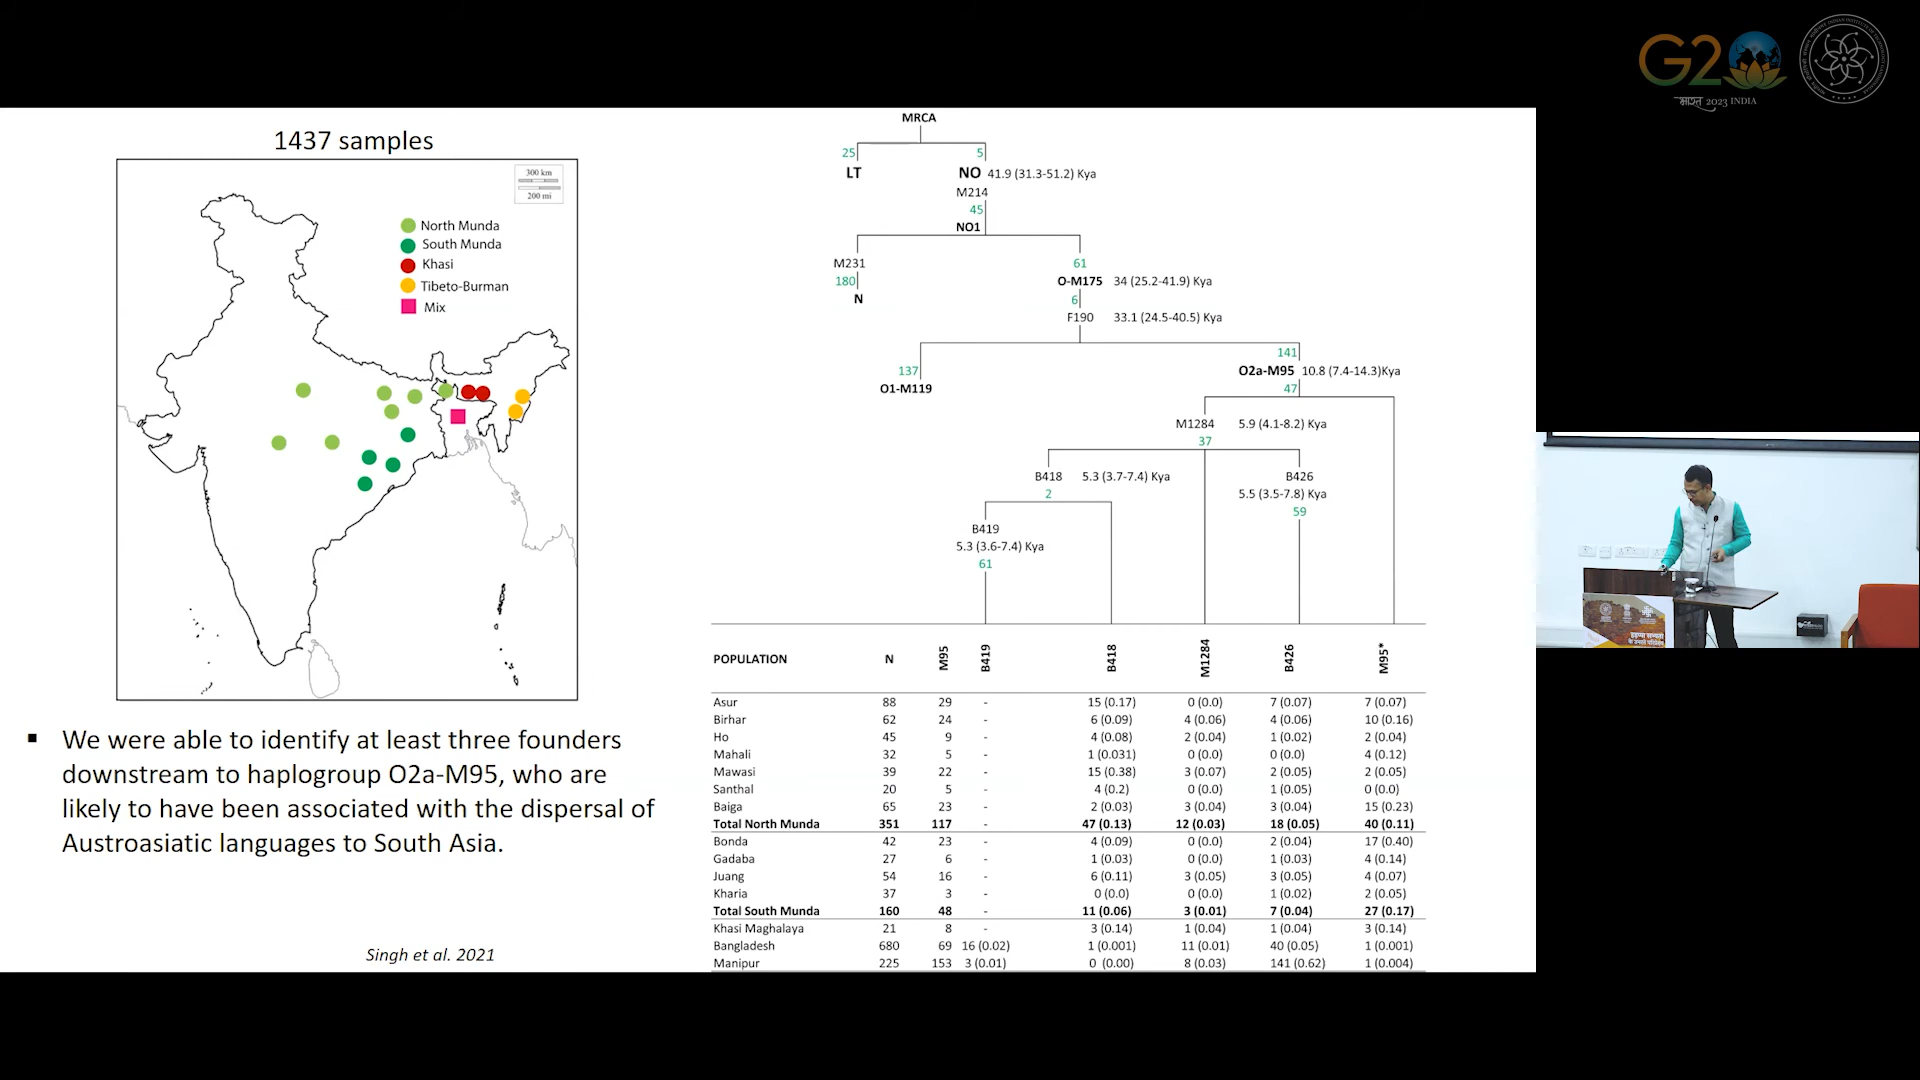 G20
भारत 2023 INDIA
1437 samples
300 km
200 mi
North Munda
South Munda
Khasi
Tibeto-Burman
Mix
We were able to identify at least three founders
downstream to haplogroup O2a-M95, who are
likely to have been associated with the dispersal of
Austroasiatic languages to South Asia.
Singh et al. 2021
MRCA
25 5
LT NO 41.9 (31.3-51.2) Kya
M214
45
NO1
M231 61
180 O-M175 34 (25.2-41.9) Kya
N 6
F190 33.1 (24.5-40.5) Kya
141
137 O2a-M95 10.8 (7.4-14.3)Kya
O1-M119 47
M1284 5.9 (4.1-8.2) Kya
37
B418 5.3 (3.7-7.4) Kya B426
2 5.5 (3.5-7.8) Kya
59
B419
5.3 (3.6-7.4) Kya
61
POPULATION N M95 B419 B418 M1284 B426 M95*
Asur 88 29 - 15 (0.17) 0 (0.0) 7 (0.07) 7 (0.07)
Birhar 62 24 - 6 (0.09) 4 (0.06) 4 (0.06) 10 (0.16)
Ho 45 9 - 4 (0.08) 2 (0.04) 1 (0.02) 2 (0.04)
Mahali 32 5 - 1 (0.031) 0 (0.0) 0 (0.0) 4 (0.12)
Mawasi 39 22 - 15 (0.38) 3 (0.07) 2 (0.05) 2 (0.05)
Santhal 20 5 - 4 (0.2) 0 (0.0) 1 (0.05) 0 (0.0)
Baiga 65 23 - 2 (0.03) 3 (0.04) 3 (0.04) 15 (0.23)
Total North Munda 351 117 - 47 (0.13) 12 (0.03) 18 (0.05) 40 (0.11)
Bonda 42 23 - 4 (0.09) 0 (0.0) 2 (0.04) 17 (0.40)
Gadaba 27 6 - 1 (0.03) 0 (0.0) 1 (0.03) 4 (0.14)
Juang 54 16 - 6 (0.11) 3 (0.05) 3 (0.05) 4 (0.07)
Kharia 37 3 - 0 (0.0) 0 (0.0) 1 (0.02) 2 (0.05)
Total South Munda 160 48 - 11 (0.06) 3 (0.01) 7 (0.04) 27 (0.17)
Khasi Maghalaya 21 8 - 3 (0.14) 1 (0.04) 1 (0.04) 3 (0.14)
Bangladesh 680 69 16 (0.02) 1 (0.001) 11 (0.01) 40 (0.05) 1 (0.001)
Manipur 225 153 3 (0.01) 0 (0.00) 8 (0.03) 141 (0.62) 1 (0.004)
हड़प्पा सभ्यता